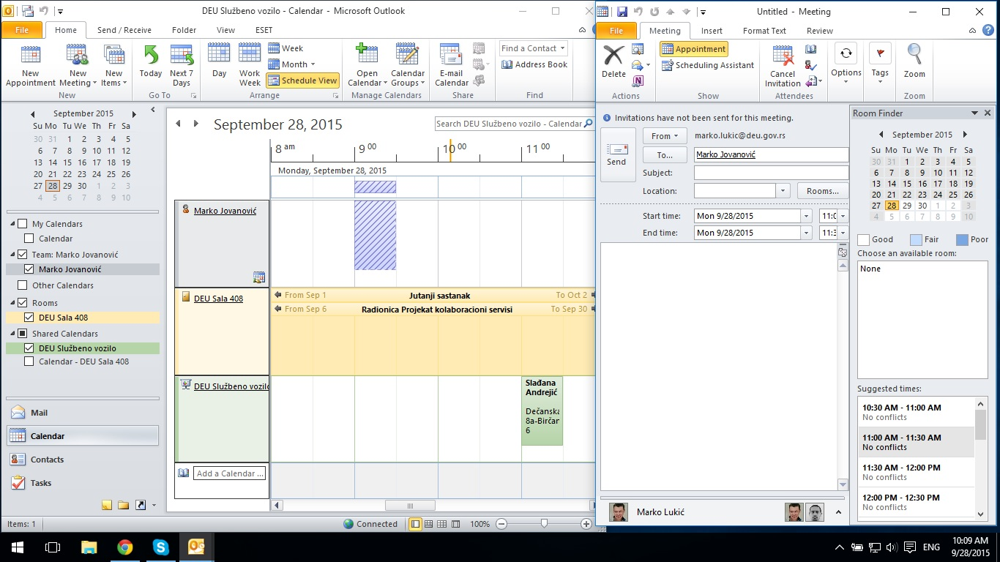 DEU Službeno vozilo - Calendar - Microsoft Outlook
File Home Send / Receive Folder View ESET
New Appointment
New Meeting
New Items
Today
Next 7 Days
Day
Work Week
Week
Month
Schedule View
Open Calendar
Calendar Groups
E-mail Calendar
Find a Contact
Address Book
New Go To Arrange Manage Calendars Share Find
September 2015
Su Mo Tu We Th Fr Sa
30 31 1 2 3 4 5
6 7 8 9 10 11 12
13 14 15 16 17 18 19
20 21 22 23 24 25 26
27 28 29 30 1 2 3
4 5 6 7 8 9 10
My Calendars
Calendar
Team: Marko Jovanović
Marko Jovanović
Other Calendars
Rooms
DEU Sala 408
Shared Calendars
DEU Službeno vozilo
Calendar - DEU Sala 408
Mail
Calendar
Contacts
Tasks
September 28, 2015
Search DEU Službeno vozilo - Calendar
8 am 9 00 10 00 11 00
Monday, September 28, 2015
Marko Jovanović
DEU Sala 408
From Sep 1 Jutanji sastanak To Oct 2
From Sep 6 Radionica Projekat kolaboracioni servisi To Sep 30
DEU Službeno vozilo
Slađana
Andrejić
Dečanska
8a-Birčan
6
Add a Calendar ...
Items: 1
Connected
100%
Untitled - Meeting
File Meeting Insert Format Text Review
Delete
Appointment
Scheduling Assistant
Cancel Invitation
Options
Tags
Zoom
Actions Show Attendees Zoom
Invitations have not been sent for this meeting.
Send
From marko.lukic@deu.gov.rs
To... Marko Jovanović
Subject:
Location: Rooms...
Start time: Mon 9/28/2015
End time: Mon 9/28/2015
Room Finder
September 2015
Su Mo Tu We Th Fr Sa
30 31 1 2 3 4 5
6 7 8 9 10 11 12
13 14 15 16 17 18 19
20 21 22 23 24 25 26
27 28 29 30 1 2 3
4 5 6 7 8 9 10
Good Fair Poor
Choose an available room:
None
Suggested times:
10:30 AM - 11:00 AM
No conflicts
11:00 AM - 11:30 AM
No conflicts
11:30 AM - 12:00 PM
No conflicts
12:00 PM - 12:30 PM
No conflicts
Marko Lukić
ENG
10:09 AM
9/28/2015